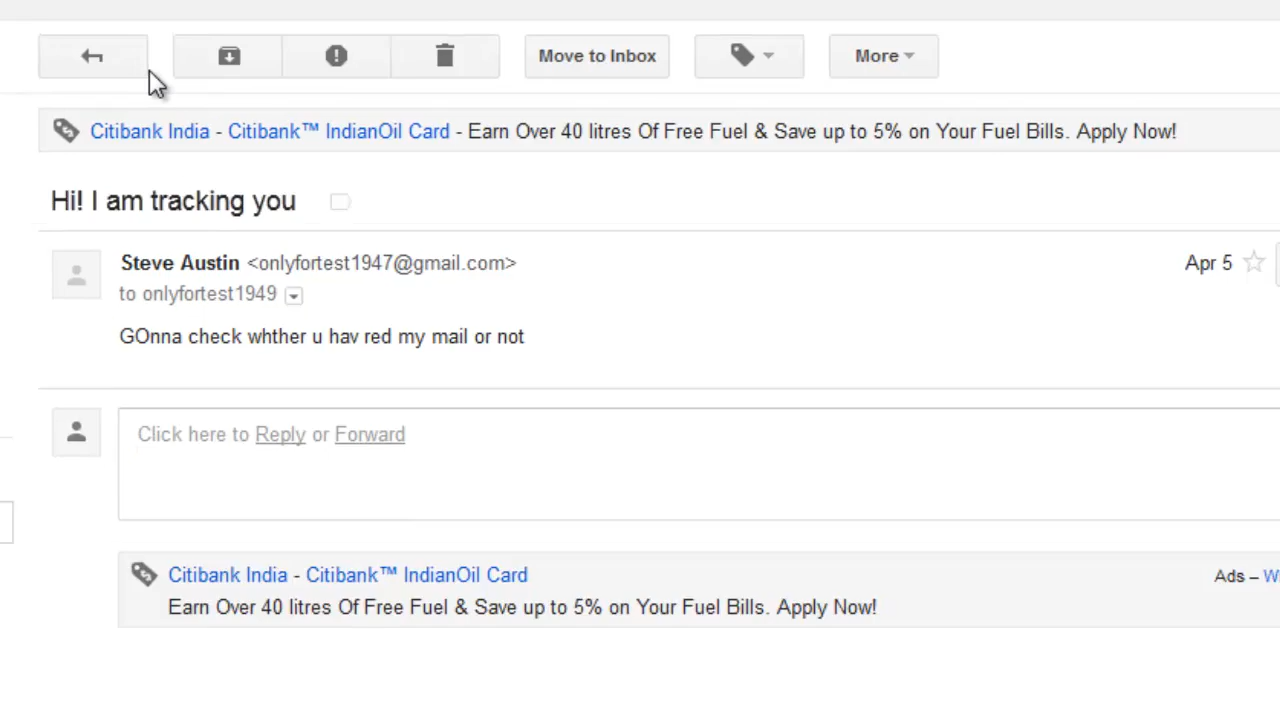 Move to Inbox
More
Citibank India - Citibank™ IndianOil Card - Earn Over 40 litres Of Free Fuel & Save up to 5% on Your Fuel Bills. Apply Now!
Hi! I am tracking you
Steve Austin <onlyfortest1947@gmail.com>
Apr 5
to onlyfortest1949
GOnna check whther u hav red my mail or not
Click here to Reply or Forward
Citibank India - Citibank™ IndianOil Card
Ads –
Earn Over 40 litres Of Free Fuel & Save up to 5% on Your Fuel Bills. Apply Now!